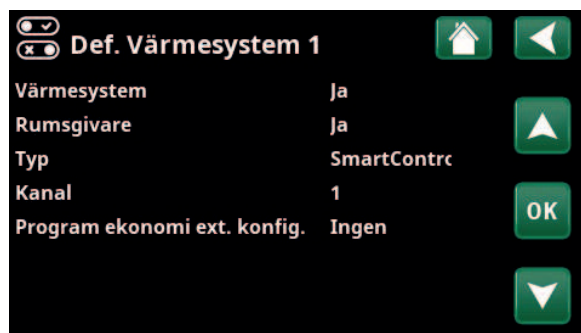 Def. Värmesystem 1
Värmesystem Ja
Rumsgivare Ja
Typ SmartContrc
Kanal 1
OK
Program ekonomi ext. konfig. Ingen